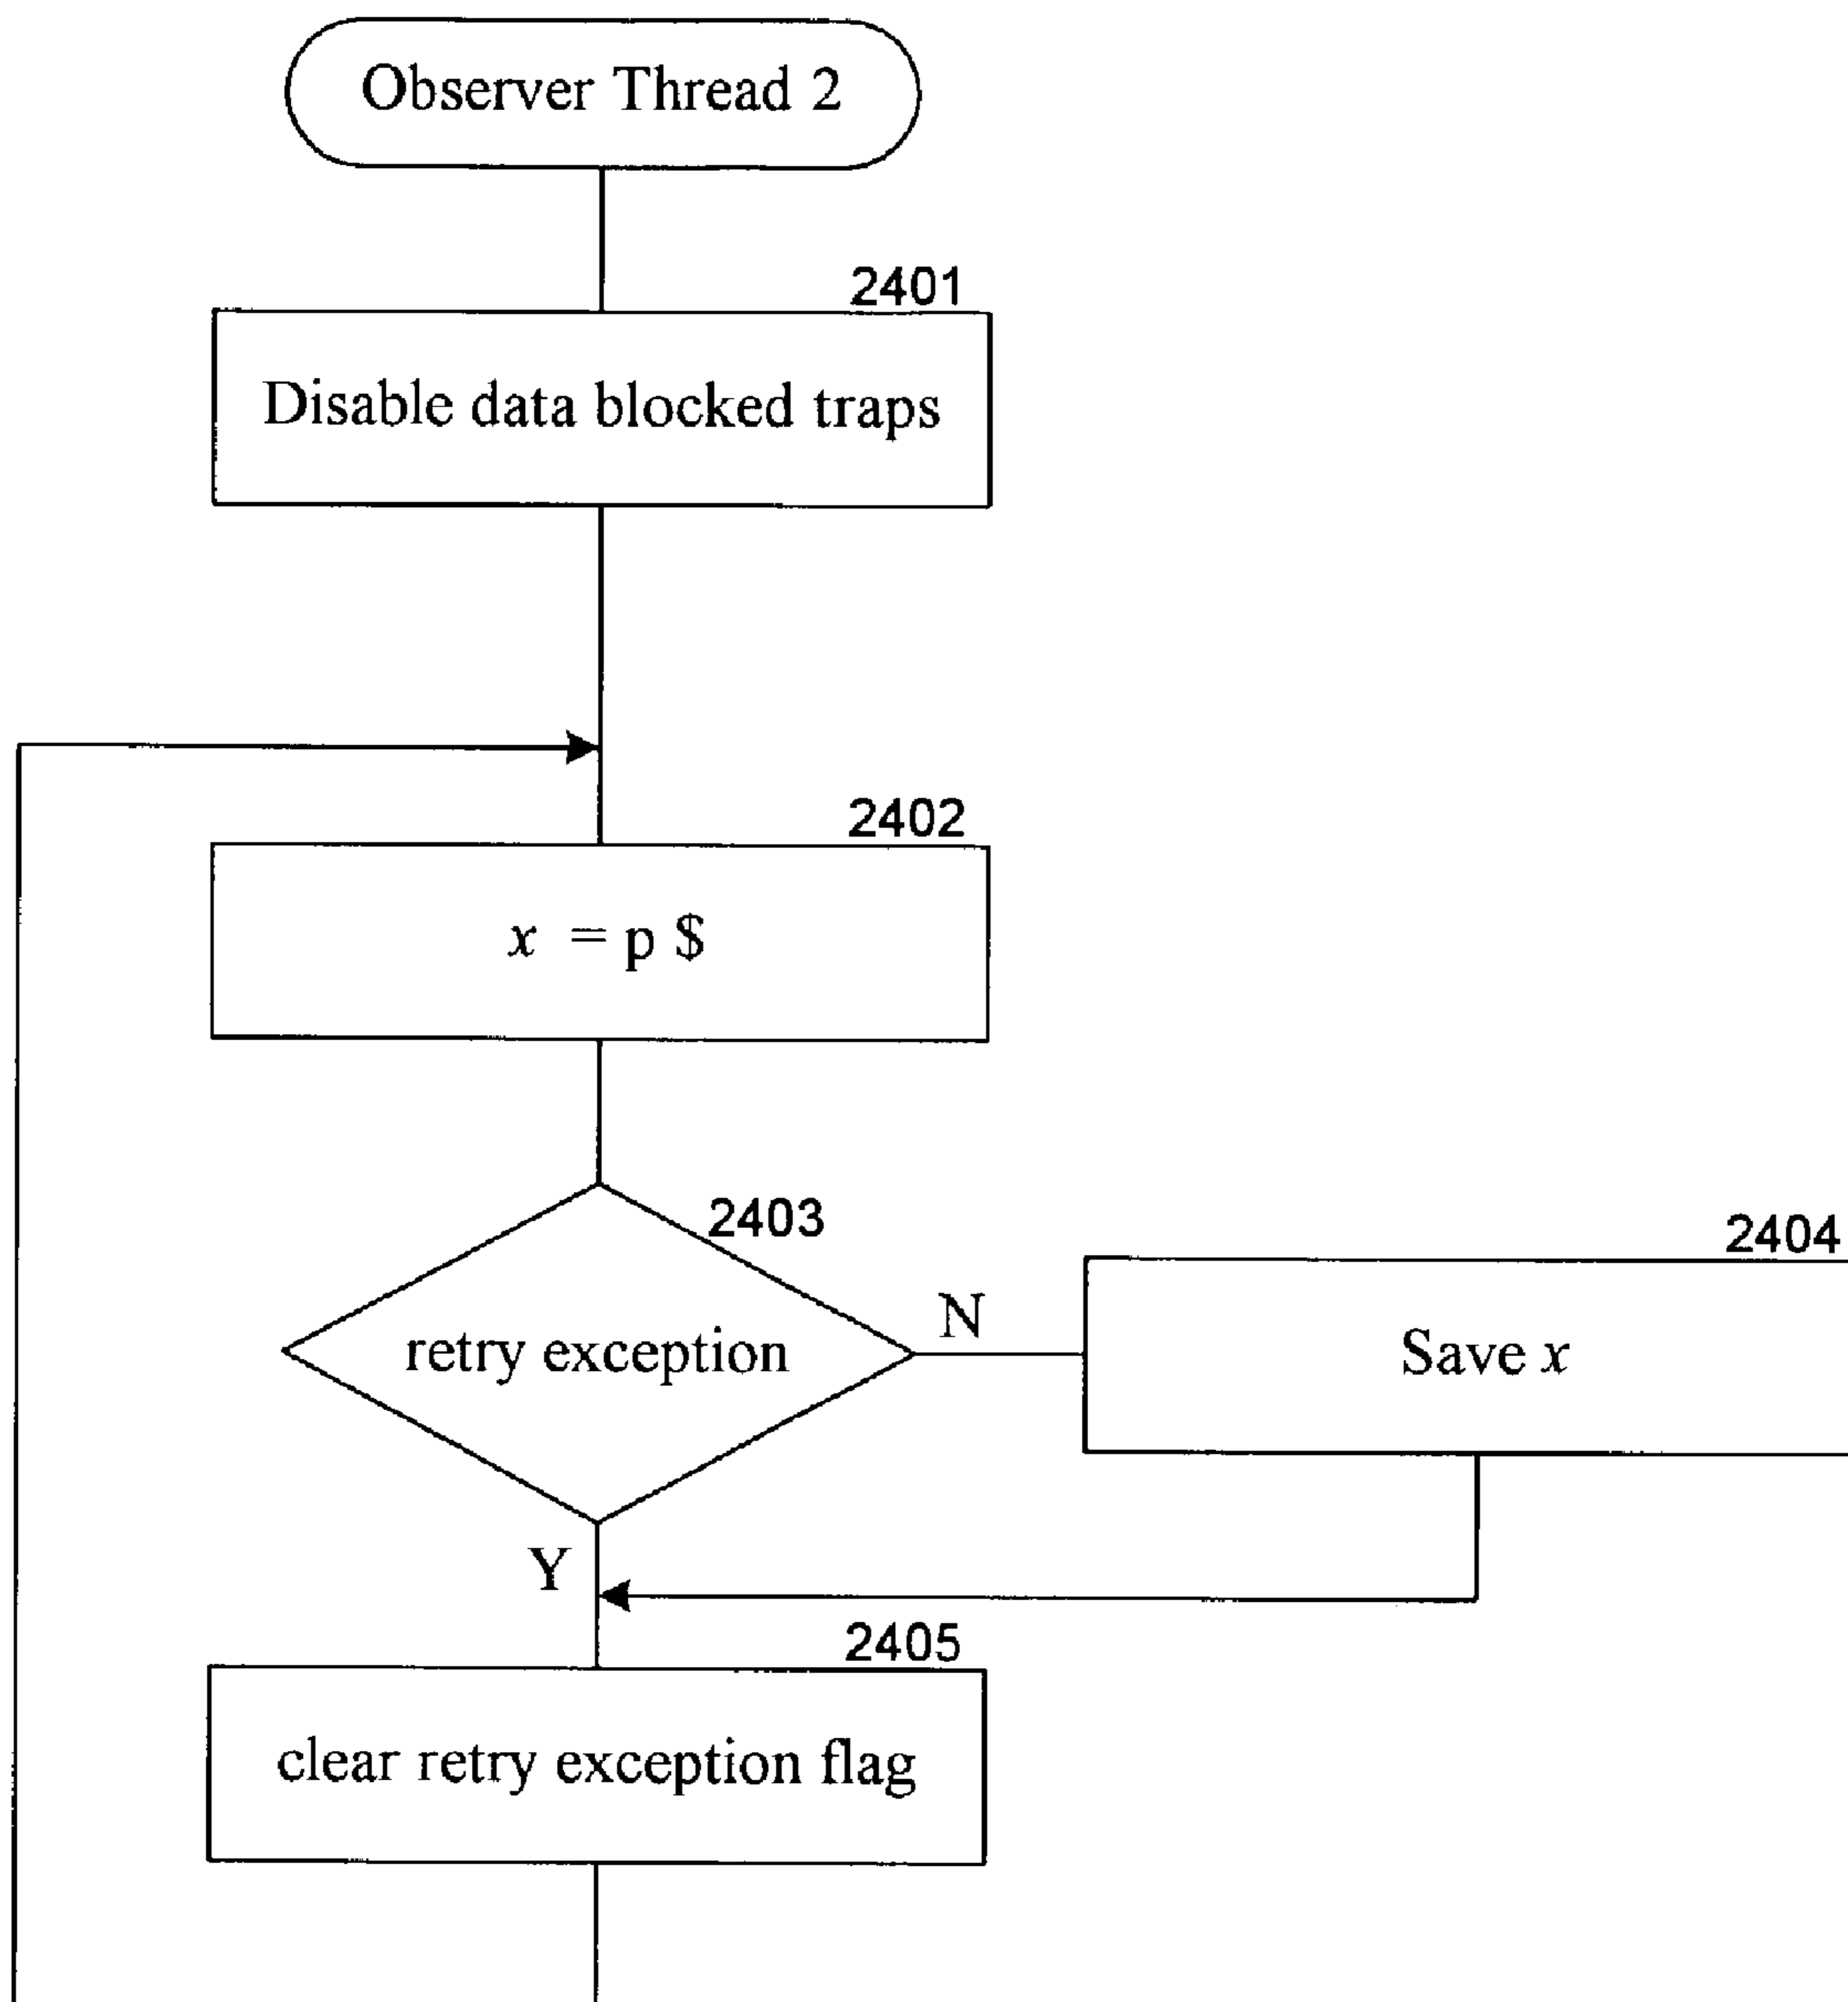 Observer Thread 2
2401
Disable data blocked traps
2402
x = p $
2403
retry exception
N
2404
Save x
Y
2405
clear retry exception flag